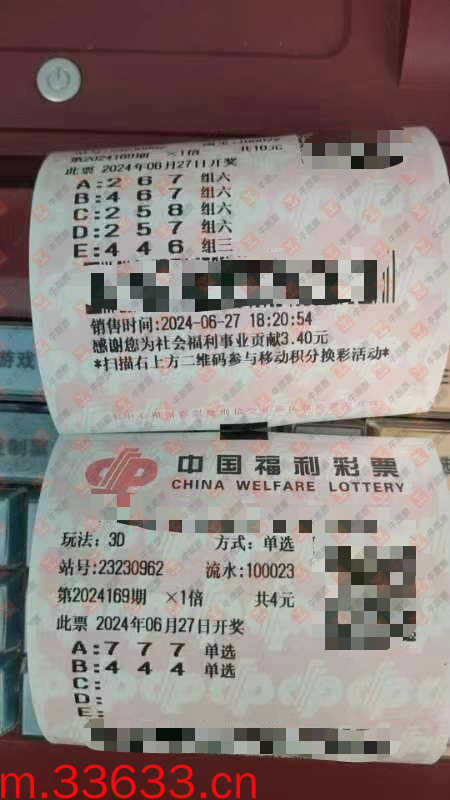 第2024169期 ×1倍 共10元
此票 2024年06月27日开奖
A:2 6 7 组六
B:4 6 7 组六
C:2 5 8 组六
D:2 5 7 组六
E:4 4 6 组三
销售时间:2024-06-27 18:20:54
感谢您为社会福利事业贡献3.40元
*扫描右上方二维码参与移动积分换彩活动*
游戏
中国福利彩票
CHINA WELFARE LOTTERY
玩法: 3D 方式: 单选
站号:23230962 流水:100023
第2024169期 ×1倍 共4元
此票 2024年06月27日开奖
A:7 7 7 单选
B:4 4 4 单选
C:
D:
E:
m.33633.cn